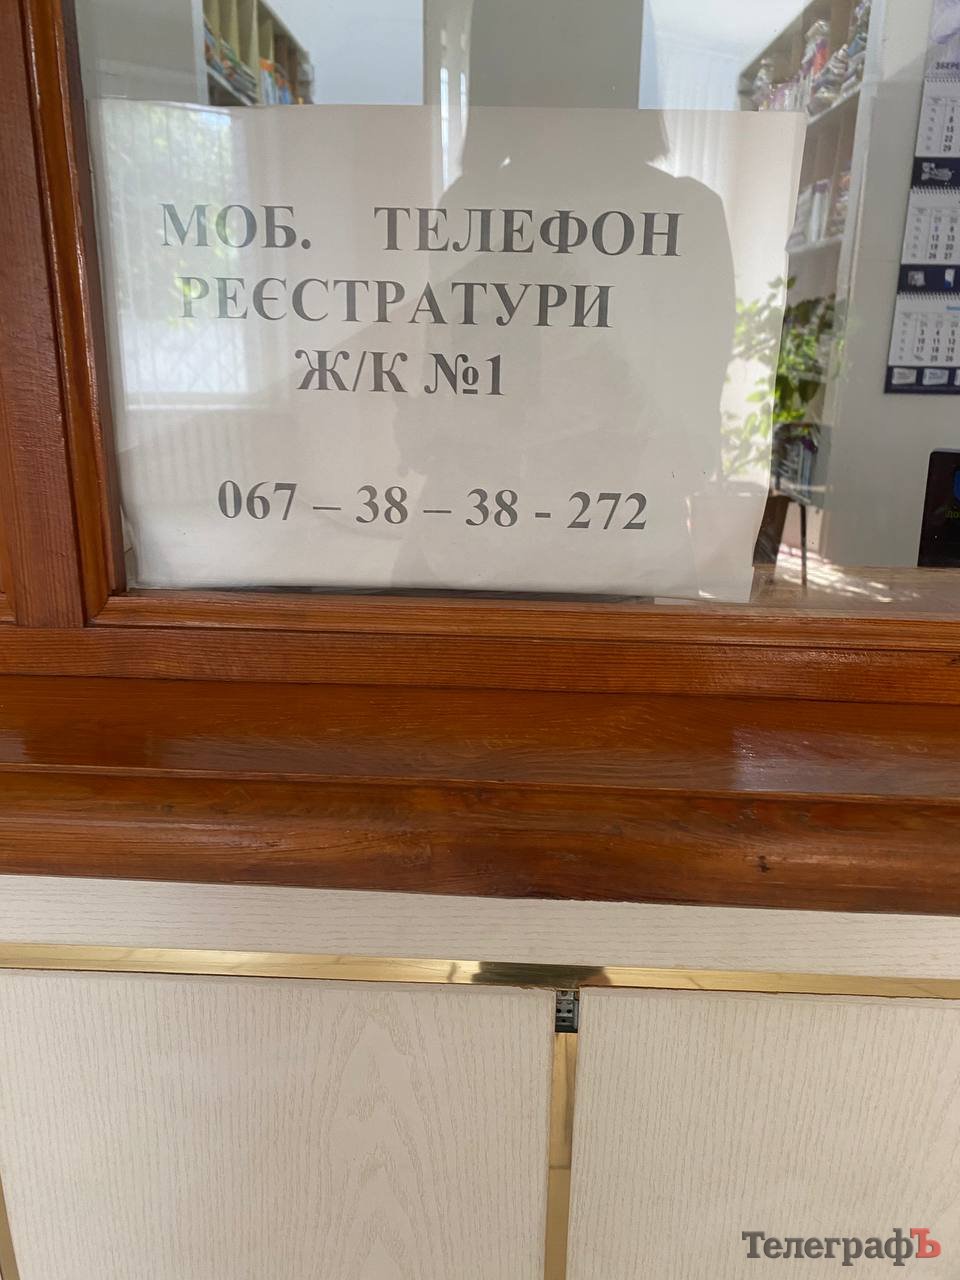 МОБ. ТЕЛЕФОН
РЕЄСТРАТУРИ
Ж/К №1
067 – 38 – 38 - 272
ТелеграфЪ